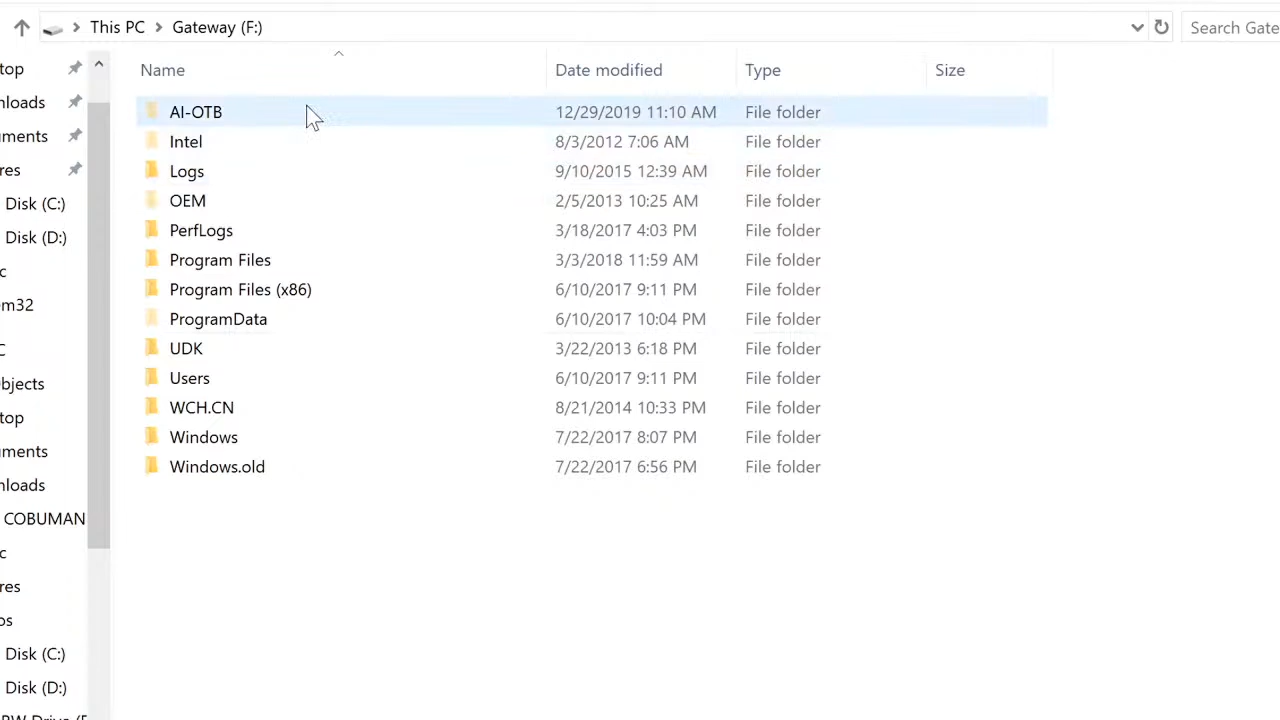 This PC > Gateway (F:)
Search Gate
Name Date modified Type Size
AI-OTB 12/29/2019 11:10 AM File folder
Intel 8/3/2012 7:06 AM File folder
Logs 9/10/2015 12:39 AM File folder
OEM 2/5/2013 10:25 AM File folder
PerfLogs 3/18/2017 4:03 PM File folder
Program Files 3/3/2018 11:59 AM File folder
Program Files (x86) 6/10/2017 9:11 PM File folder
ProgramData 6/10/2017 10:04 PM File folder
UDK 3/22/2013 6:18 PM File folder
Users 6/10/2017 9:11 PM File folder
WCH.CN 8/21/2014 10:33 PM File folder
Windows 7/22/2017 8:07 PM File folder
Windows.old 7/22/2017 6:56 PM File folder
top
nloads
uments
res
Disk (C:)
Disk (D:)
c
em32
C
bjects
top
uments
nloads
COBUMAN
c
res
os
Disk (C:)
Disk (D:)